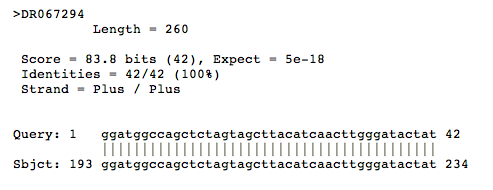 >DR067294
Length = 260
Score = 83.8 bits (42), Expect = 5e-18
Identities = 42/42 (100%)
Strand = Plus / Plus
Query: 1 ggatggccagctctagtagcttacatcaacttgggatactat 42
||||||||||||||||||||||||||||||||||||||||||
Sbjct: 193 ggatggccagctctagtagcttacatcaacttgggatactat 234